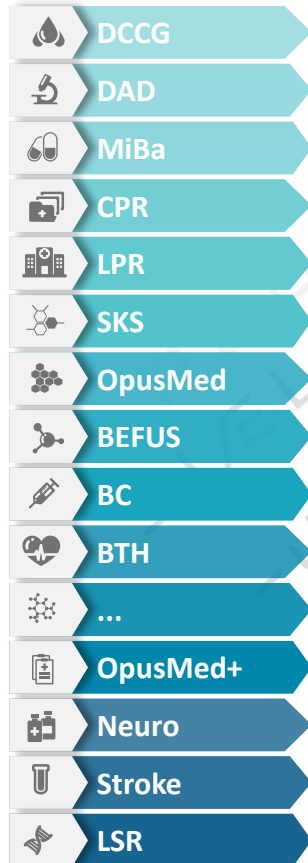 DCCG
DAD
MiBa
CPR
LPR
SKS
OpusMed
BEFUS
BC
BTH
...
OpusMed+
Neuro
Stroke
LSR